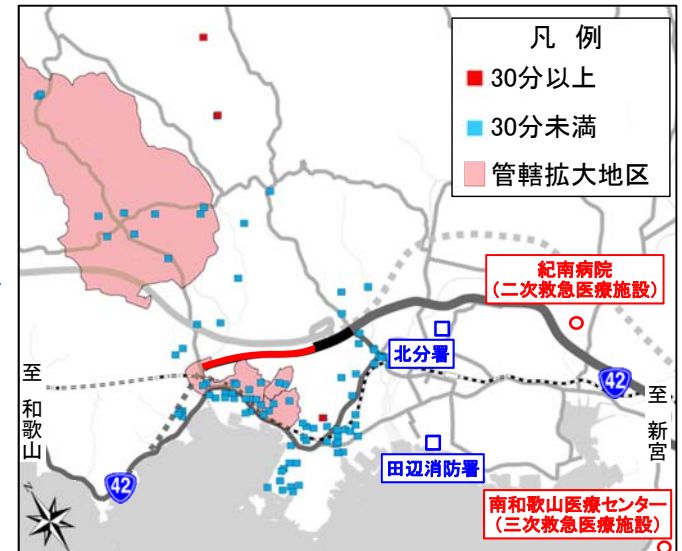 凡 例
30分以上
30分未満
管轄拡大地区
紀南病院
（二次救急医療施設）
北分署
42
至 新宮
至 和歌山
田辺消防署
42
南和歌山医療センター
（三次救急医療施設）
N